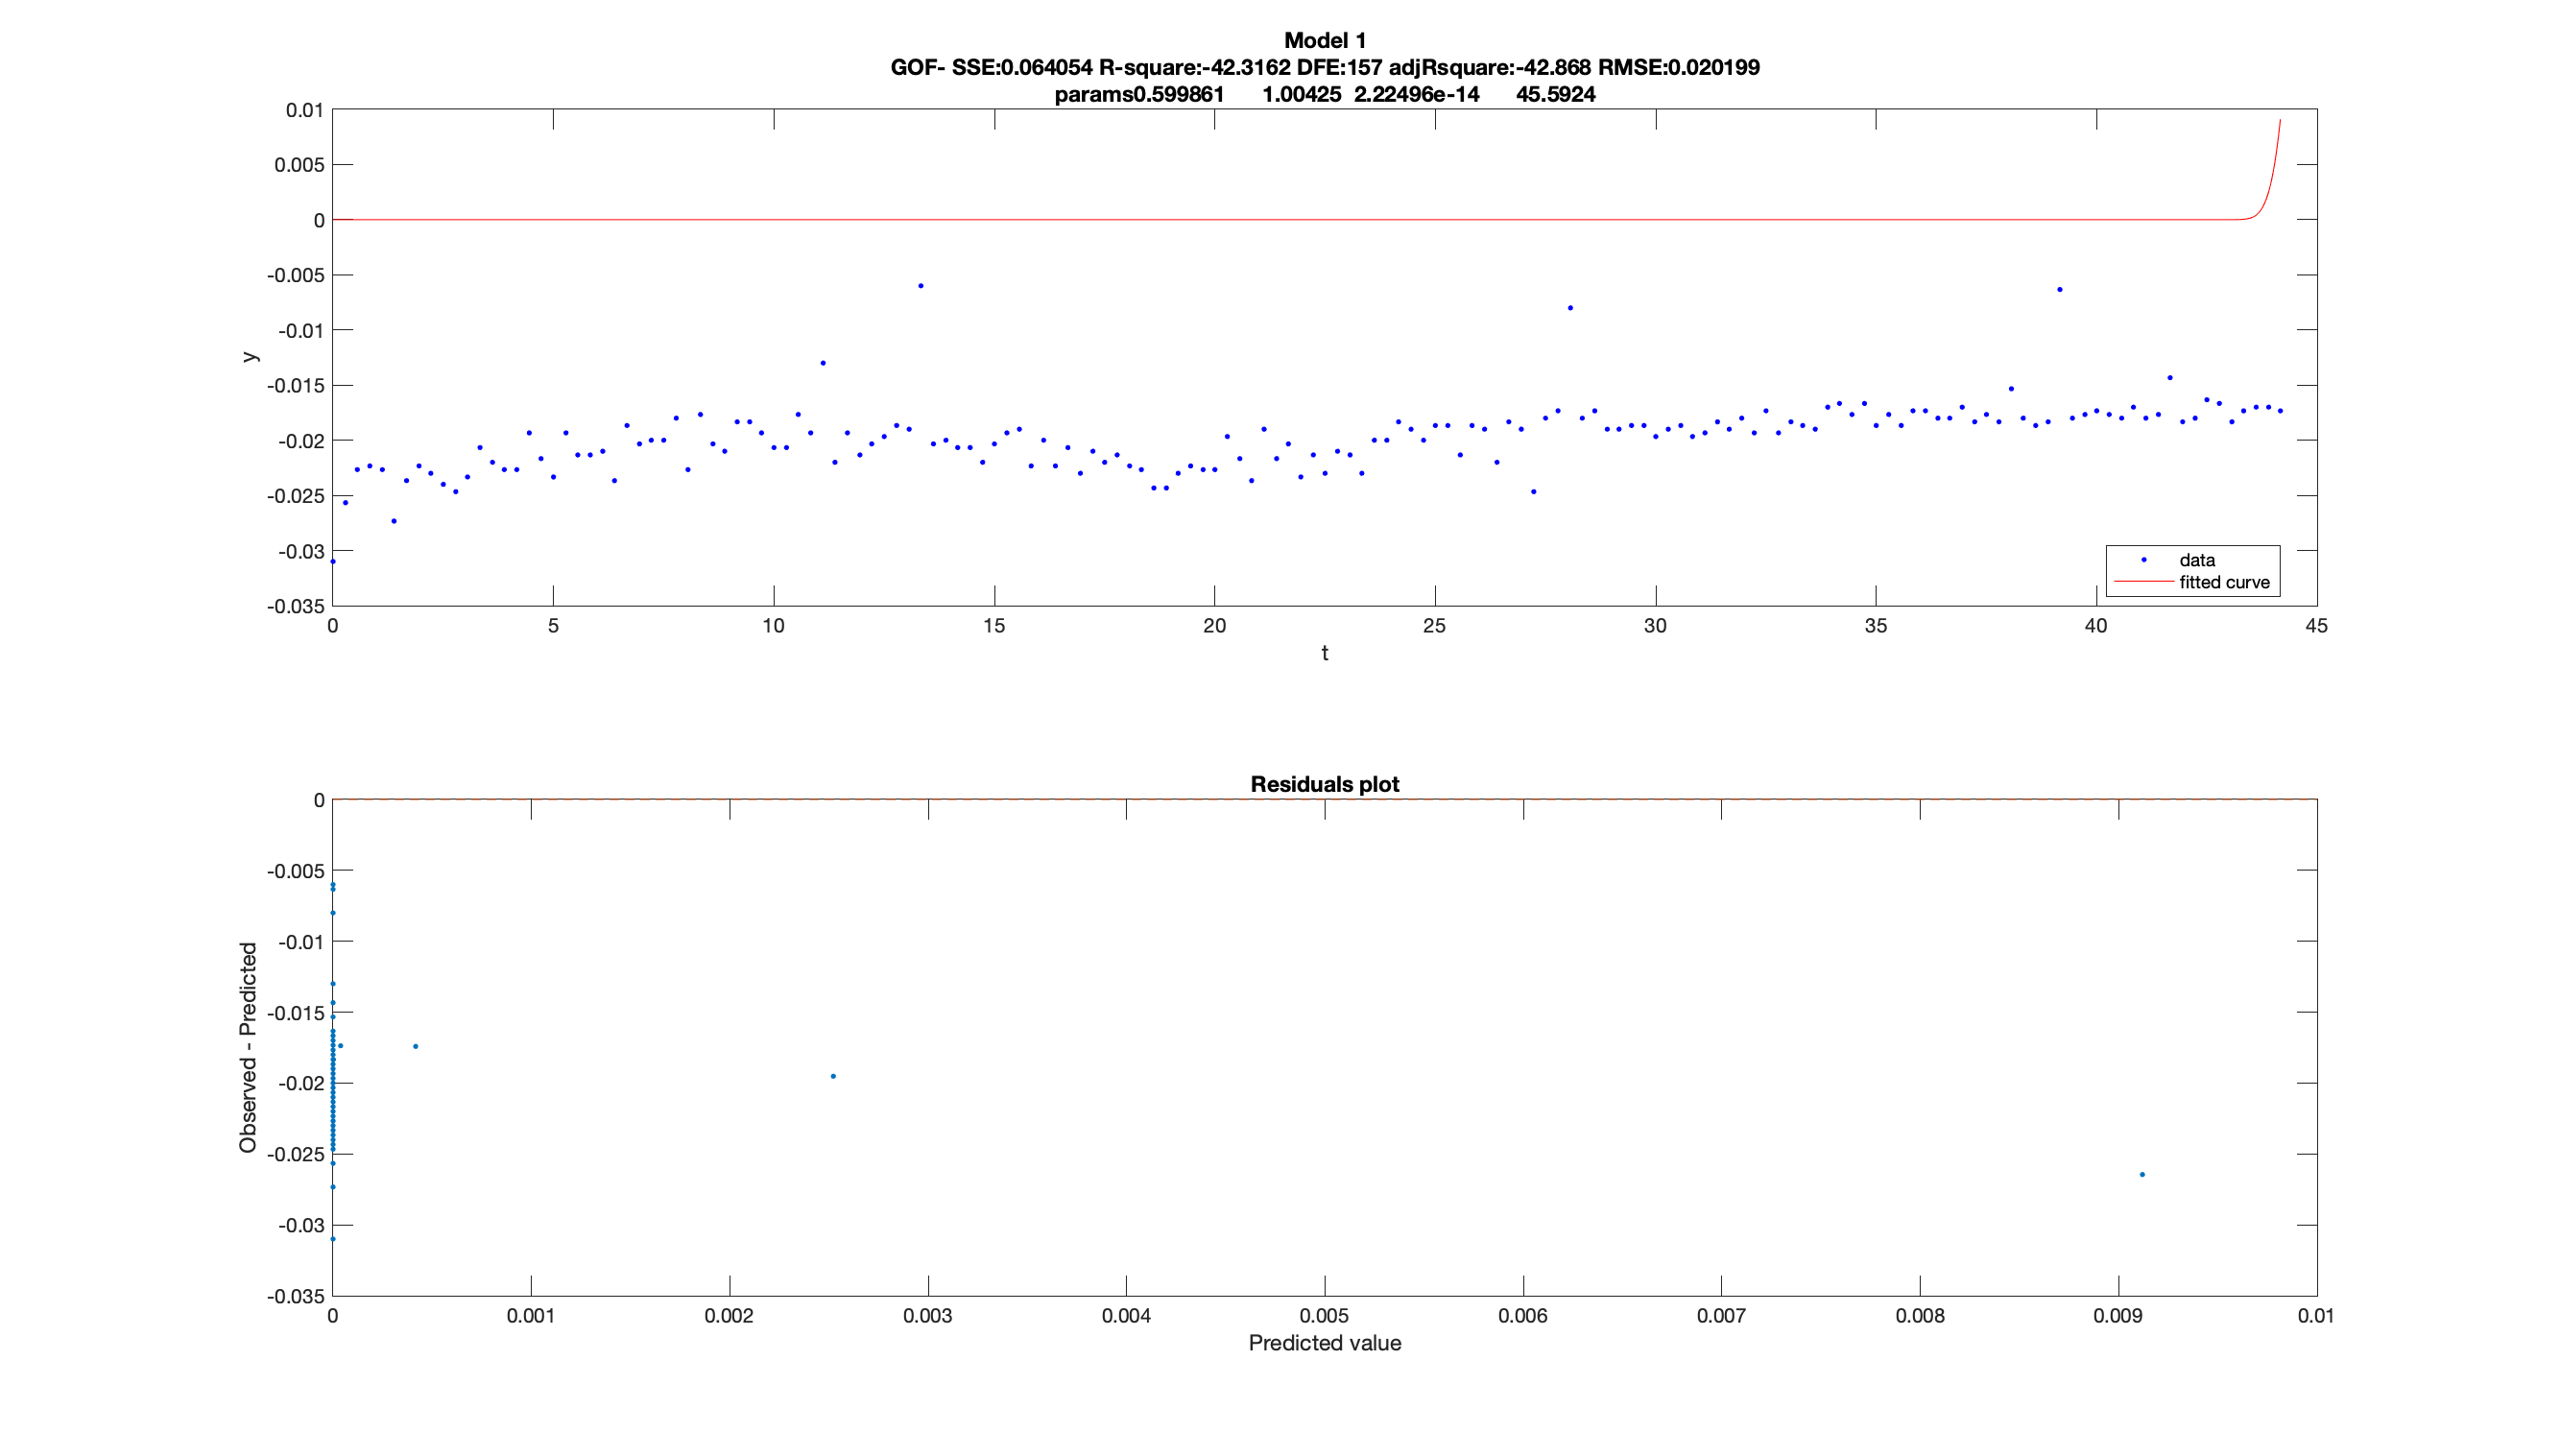 Model 1
GOF- SSE:0.064054 R-square:-42.3162 DFE:157 adjRsquare:-42.868 RMSE:0.020199
params0.599861 1.00425 2.22496e-14 45.5924
0.01
0.005
0
-0.005
-0.01
-0.015
-0.02
-0.025
-0.03
-0.035
y
data
fitted curve
0 5 10 15 20 25 30 35 40 45
t
Residuals plot
0
-0.005
-0.01
-0.015
-0.02
-0.025
-0.03
-0.035
Observed - Predicted
0 0.001 0.002 0.003 0.004 0.005 0.006 0.007 0.008 0.009 0.01
Predicted value